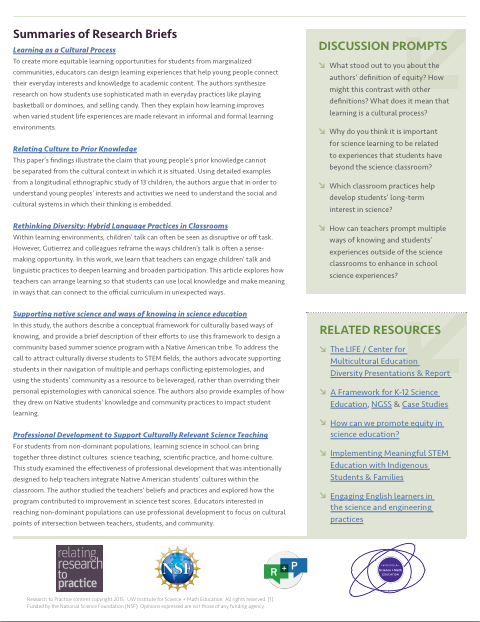 Summaries of Research Briefs
Learning as a Cultural Process
To create more equitable learning opportunities for students from marginalized
communities, educators can design learning experiences that help young people connect
their everyday interests and knowledge to academic content. The authors synthesize
research on how students use sophisticated math in everyday practices like playing
basketball or dominoes, and selling candy. Then they explain how learning improves
when varied student life experiences are made relevant in informal and formal learning
environments.
Relating Culture to Prior Knowledge
This paper's findings illustrate the claim that young people's prior knowledge cannot
be separated from the cultural context in which it is situated. Using detailed examples
from a longitudinal ethnographic study of 13 children, the authors argue that in order to
understand young peoples' interests and activities we need to understand the social and
cultural systems in which their thinking is embedded.
Rethinking Diversity: Hybrid Language Practices in Classrooms
Within learning environments, children' talk can often be seen as disruptive or off task.
However, Gutierrez and colleagues reframe the ways children's talk is often a sense-
making opportunity. In this work, we learn that teachers can engage children' talk and
linguistic practices to deepen learning and broaden participation. This article explores how
teachers can arrange learning so that students can use local knowledge and make meaning
in ways that can connect to the official curriculum in unexpected ways.
Supporting native science and ways of knowing in science education
In this study, the authors describe a conceptual framework for culturally based ways of
knowing, and provide a brief description of their efforts to use this framework to design a
community based summer science program with a Native American tribe. To address the
call to attract culturally diverse students to STEM fields, the authors advocate supporting
students in their navigation of multiple and perhaps conflicting epistemologies, and
using the students' community as a resource to be leveraged, rather than overriding their
personal epistemologies with canonical science. The authors also provide examples of how
they drew on Native students' knowledge and community practices to impact student
learning.
Professional Development to Support Culturally Relevant Science Teaching
For students from non-dominant populations, learning science in school can bring
together three distinct cultures: science teaching, scientific practice, and home culture.
This study examined the effectiveness of professional development that was intentionally
designed to help teachers integrate Native American students' cultures within the
classroom. The author studied the teachers' beliefs and practices and explored how the
program contributed to improvement in science test scores. Educators interested in
reaching non-dominant populations can use professional development to focus on cultural
points of intersection between teachers, students, and community.
DISCUSSION PROMPTS
What stood out to you about the
authors' definition of equity? How
might this contrast with other
definitions? What does it mean that
learning is a cultural process?
Why do you think it is important
for science learning to be related
to experiences that students have
beyond the science classroom?
Which classroom practices help
develop students' long-term
interest in science?
How can teachers prompt multiple
ways of knowing and students'
experiences outside of the science
classrooms to enhance in school
science experiences?
RELATED RESOURCES
The LIFE / Center for
Multicultural Education
Diversity Presentations & Report
A Framework for K-12 Science
Education, NGSS & Case Studies
How can we promote equity in
science education?
Implementing Meaningful STEM
Education with Indigenous
Students & Families
Engaging English learners in
the science and engineering
practices
relating
research
to
practice
NSF
R + P
Science + Math
EDUCATION
Research to Practice content copyright 2015, UW Institute for Science + Math Education. All rights reserved. [1]
Funded by the National Science Foundation (NSF). Opinions expressed are not those of any funding agency.